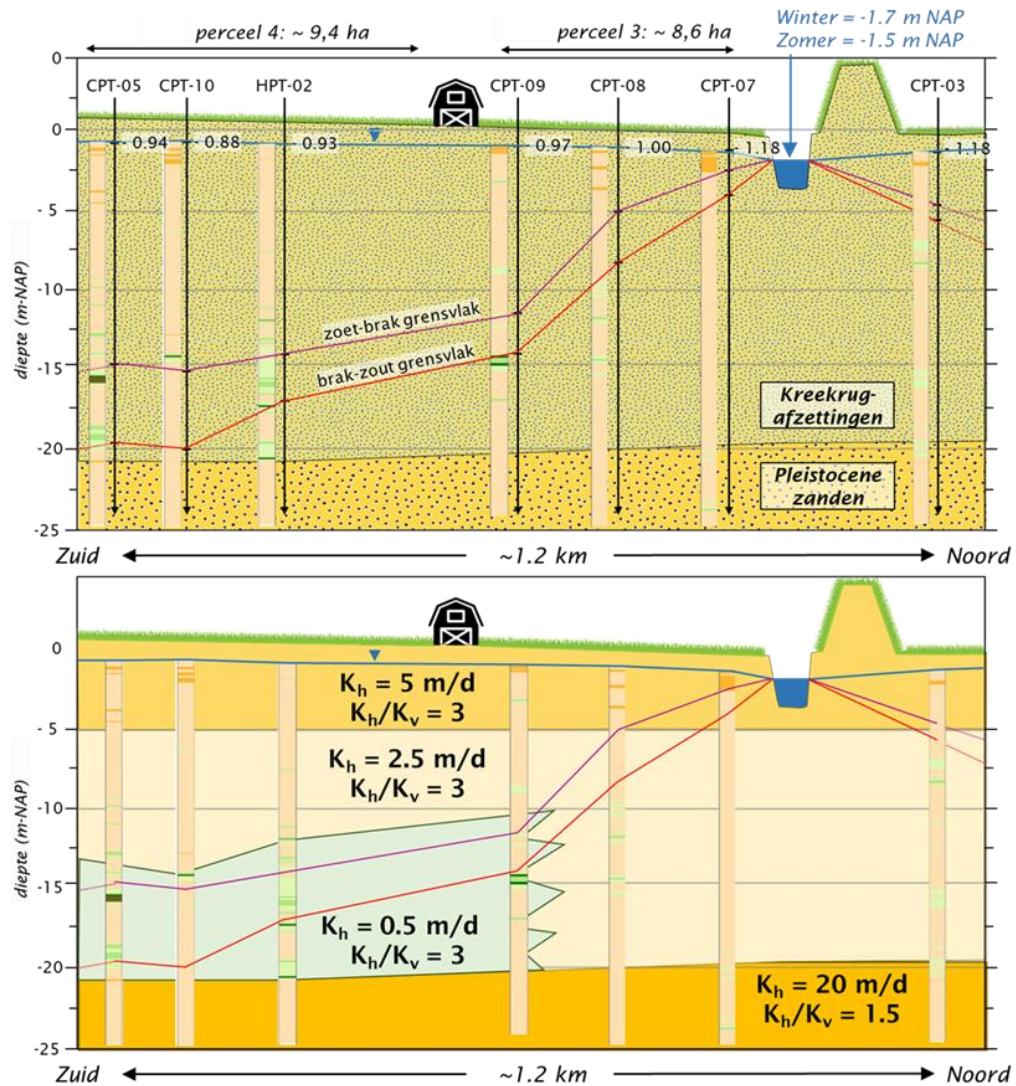 perceel 4: ~ 9,4 ha
perceel 3: ~ 8,6 ha
Winter = -1.7 m NAP
Zomer = -1.5 m NAP
CPT-05 CPT-10 HPT-02 CPT-09 CPT-08 CPT-07 CPT-03
0
0
- 5
-10
-15
-20
-25
diepte (m-NAP)
0.94 0.88 0.93 0.97 1.00 1.18 1.18
zoet-brak grensvlak
brak-zout grensvlak
Kreekrug-
afzettingen
Pleistocene
zanden
Zuid ~1.2 km Noord
0
- 5
-10
-15
-20
-25
diepte (m-NAP)
Kh = 5 m/d
Kh/Kv = 3
Kh = 2.5 m/d
Kh/Kv = 3
Kh = 0.5 m/d
Kh/Kv = 3
Kh = 20 m/d
Kh/Kv = 1.5
Zuid ~1.2 km Noord